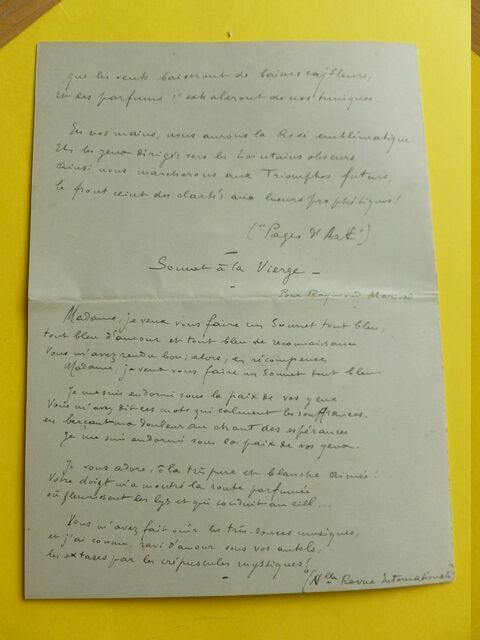 que les vents baiseront de baisers cajoleurs,
et des parfums s'exhaleront de nos tuniques.
En nos mains, nous aurons la Rose emblématique
Et les yeux dirigés vers les Lointains obscurs
Ainsi nous marcherons aux Triomphes futurs,
le front ceint des clartés aux lueurs prophétiques!
("Pages d'Art")
Sonnet à la Vierge -
Pour Raymond
Madame, je veux vous faire un Sonnet tout bleu,
tout bleu d'amour et tout bleu de reconnaissance
Vous m'avez rendu bon; alors, en récompense,
Madame, je veux vous faire un Sonnet tout bleu
Je me suis endormi sous la paix de vos yeux.
Vous m'avez dit ces mots qui calment les souffrances,
en berçant ma douleur au chant des espérances
Je me suis endormi sous la paix de vos yeux.
Je vous adore, ô la très pure et blanche Aimée!
Votre doigt m'a montré la route parfumée
où fleurissent les lys et qui conduit au ciel...
Vous m'avez fait ouïr les très douces musiques,
et j'ai connu, ravi d'amour sous vos autels,
les extases par les crépuscules mystiques!
(Nlle Revue Internationale)